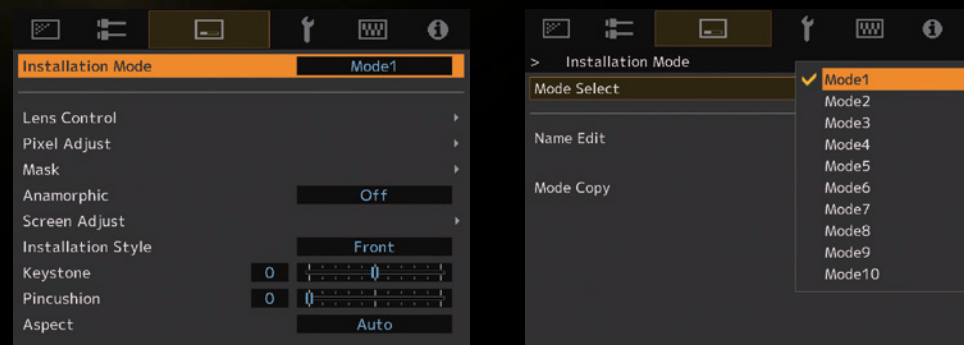 Installation Mode Mode1
Lens Control
Pixel Adjust
Mask
Anamorphic Off
Screen Adjust
Installation Style Front
Keystone 0
Pincushion 0
Aspect Auto
> Installation Mode
Mode Select
Name Edit
Mode Copy
Mode1
Mode2
Mode3
Mode4
Mode5
Mode6
Mode7
Mode8
Mode9
Mode10